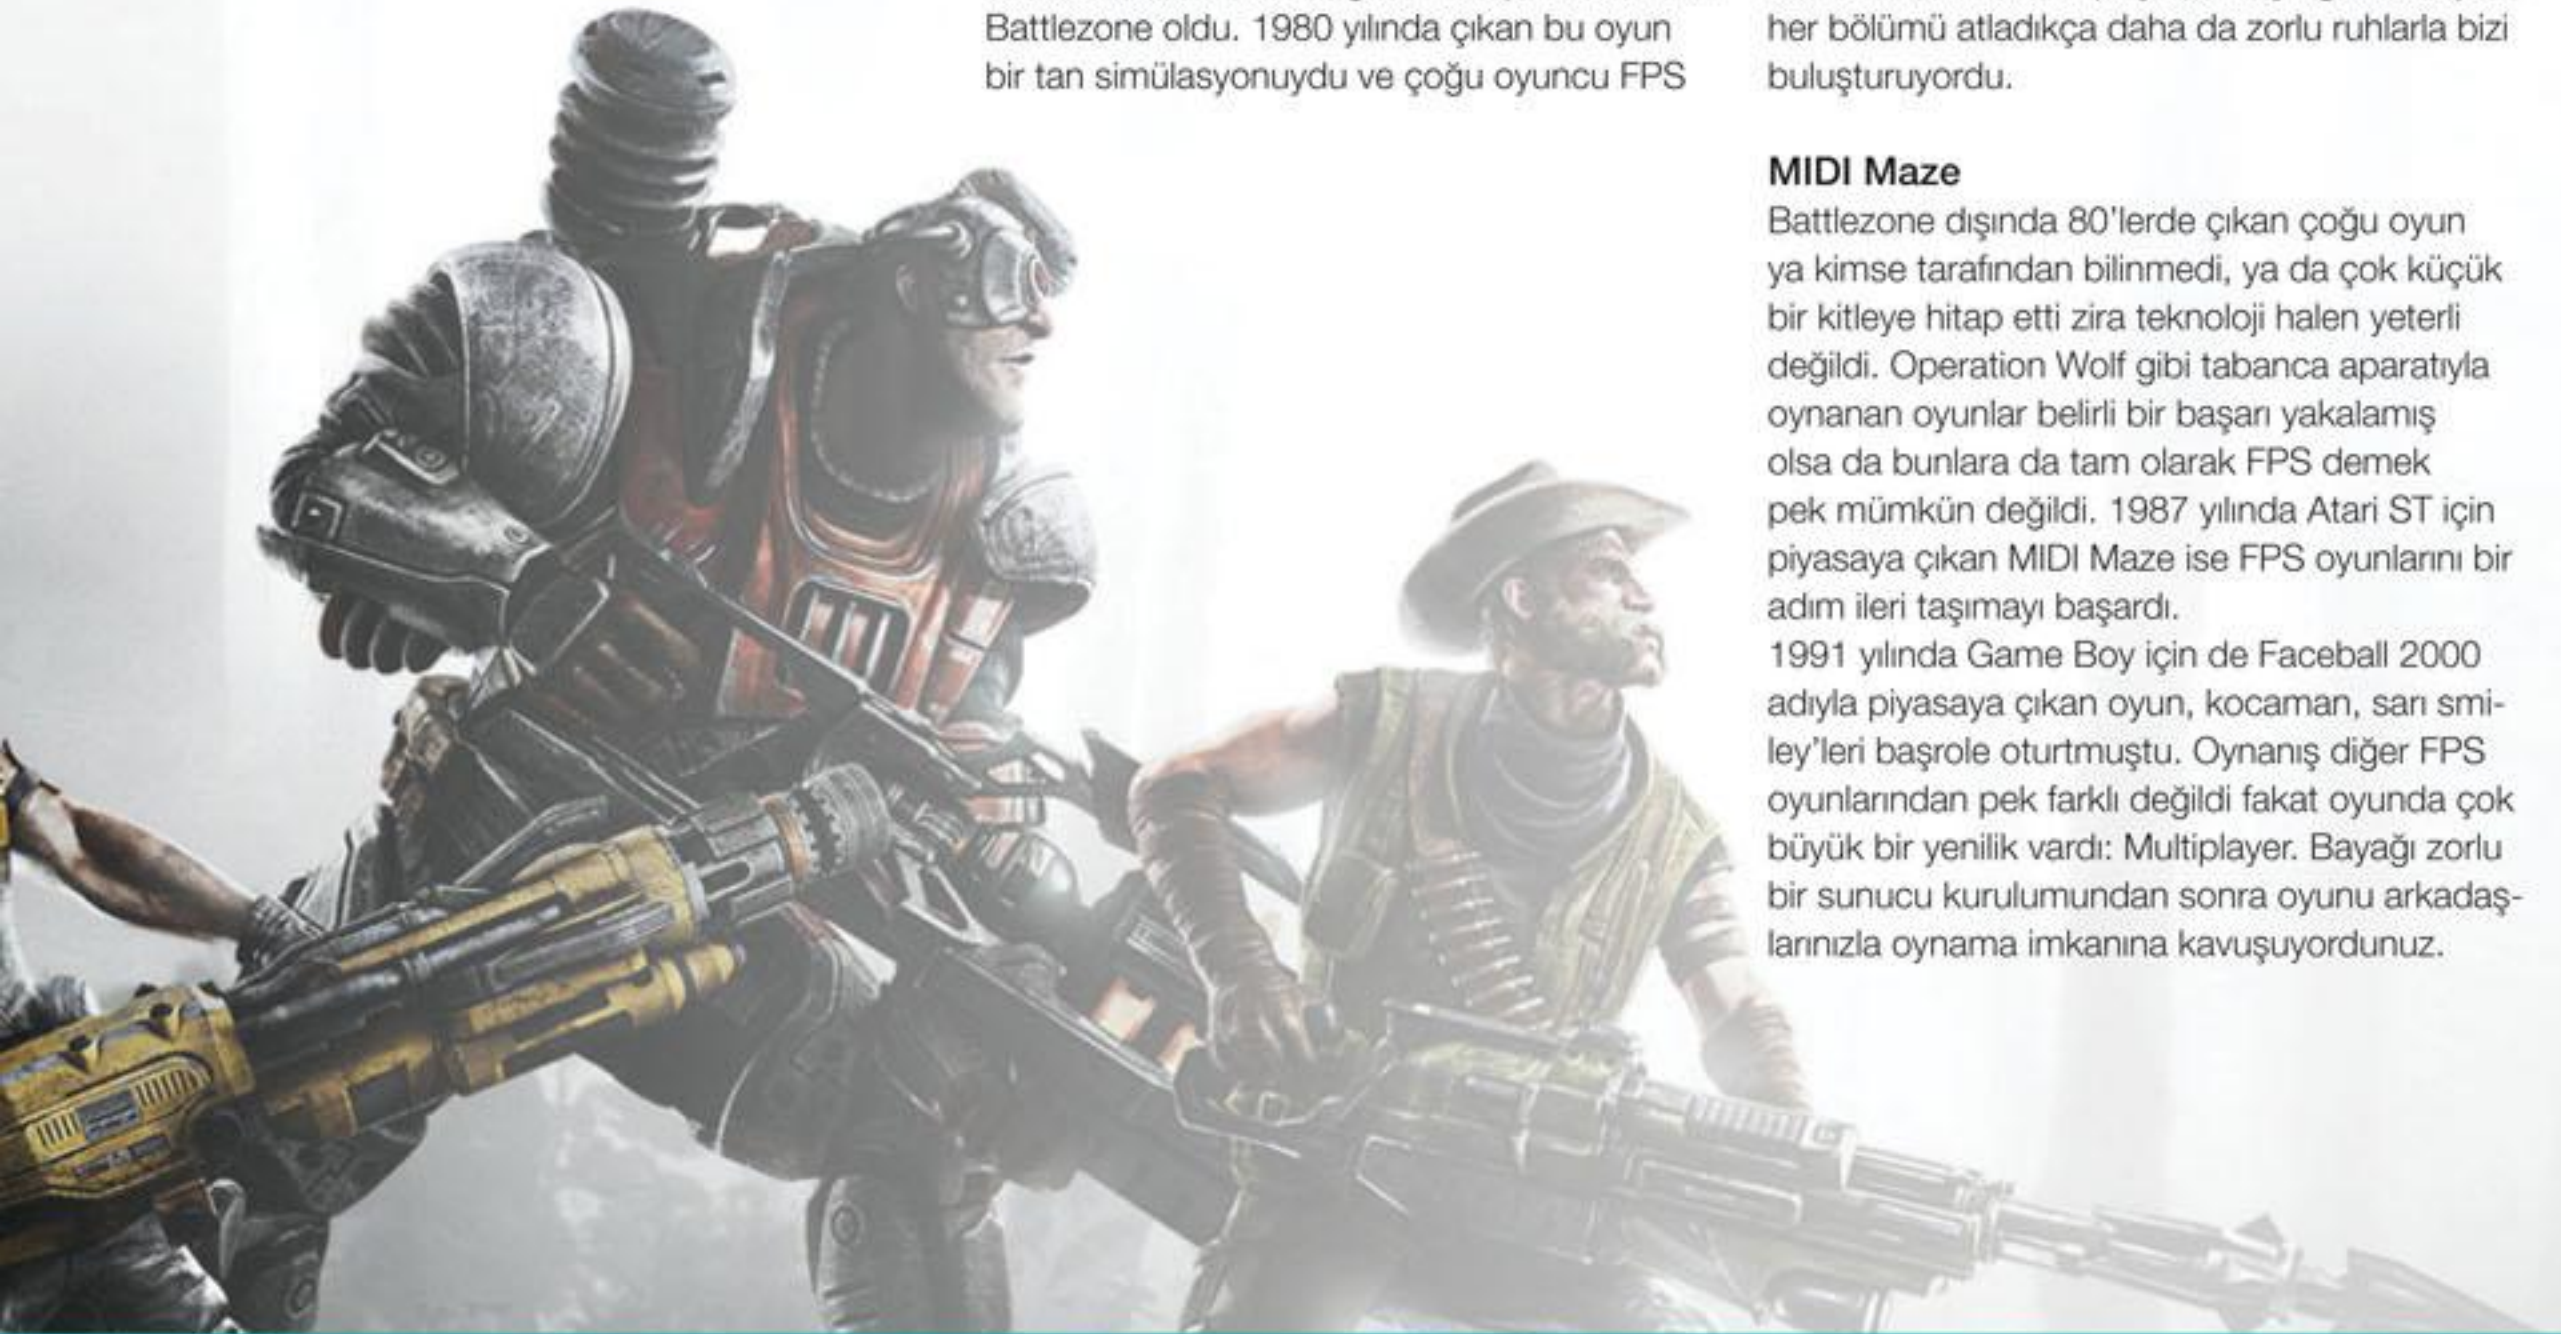 Battlezone oldu. 1980 yılında çıkan bu oyun
bir tan simülasyonuydu ve çoğu oyuncu FPS
her bölümü atladıkça daha da zorlu ruhlarla bizi
buluşturuyordu.
MIDI Maze
Battlezone dışında 80'lerde çıkan çoğu oyun
ya kimse tarafından bilinmedi, ya da çok küçük
bir kitleye hitap etti zira teknoloji halen yeterli
değildi. Operation Wolf gibi tabanca aparatıyla
oynanan oyunlar belirli bir başarı yakalamış
olsa da bunlara da tam olarak FPS demek
pek mümkün değildi. 1987 yılında Atari ST için
piyasaya çıkan MIDI Maze ise FPS oyunlarını bir
adım ileri taşımayı başardı.
1991 yılında Game Boy için de Faceball 2000
adıyla piyasaya çıkan oyun, kocaman, sarı smi-
ley'leri başrole oturtmuştu. Oynanış diğer FPS
oyunlarından pek farklı değildi fakat oyunda çok
büyük bir yenilik vardı: Multiplayer. Bayağı zorlu
bir sunucu kurulumundan sonra oyunu arkadaş-
larınızla oynama imkanına kavuşuyordunuz.